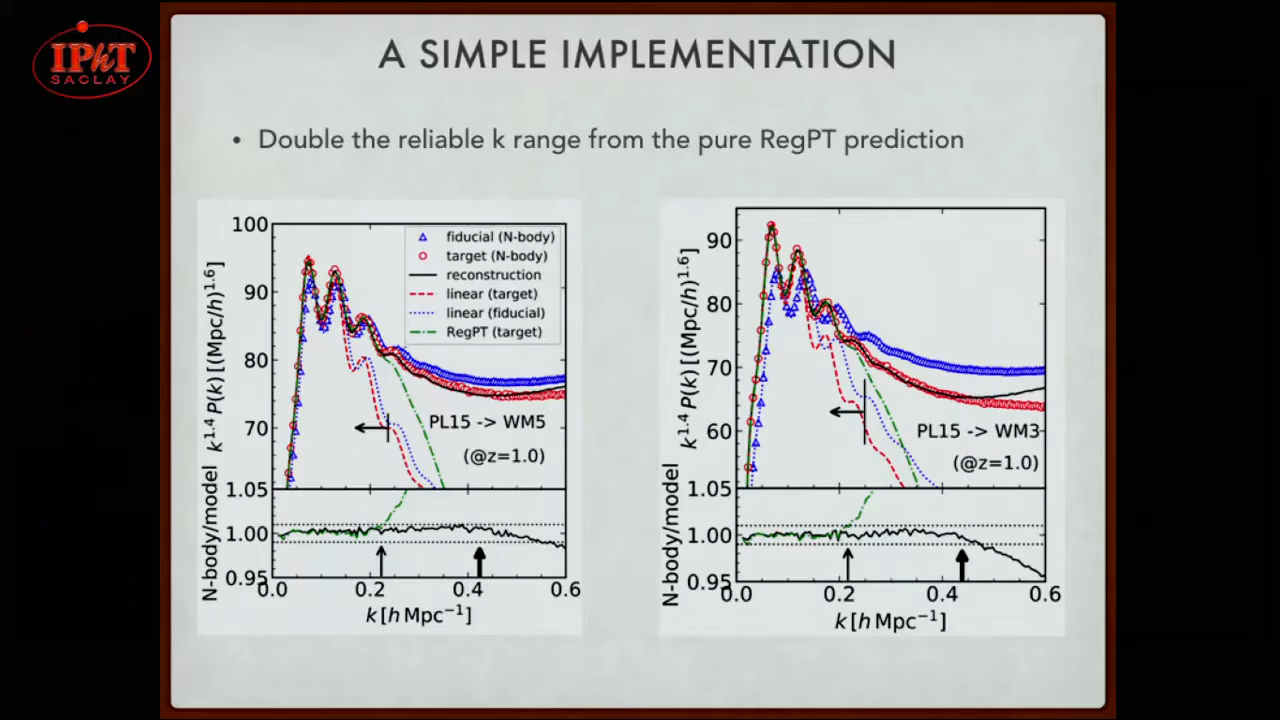 IPhT
SACLAY
A SIMPLE IMPLEMENTATION
• Double the reliable k range from the pure RegPT prediction
100
90
80
70
k^1.4 P(k) [(Mpc/h)^1.6]
fiducial (N-body)
target (N-body)
reconstruction
linear (target)
linear (fiducial)
RegPT (target)
PL15 -> WM5
(@z=1.0)
1.05
1.00
0.95
N-body/model
0.0 0.2 0.4 0.6
k [h Mpc^−1]
90
80
70
60
k^1.4 P(k) [(Mpc/h)^1.6]
PL15 -> WM3
(@z=1.0)
1.05
1.00
0.95
N-body/model
0.0 0.2 0.4 0.6
k [h Mpc^−1]